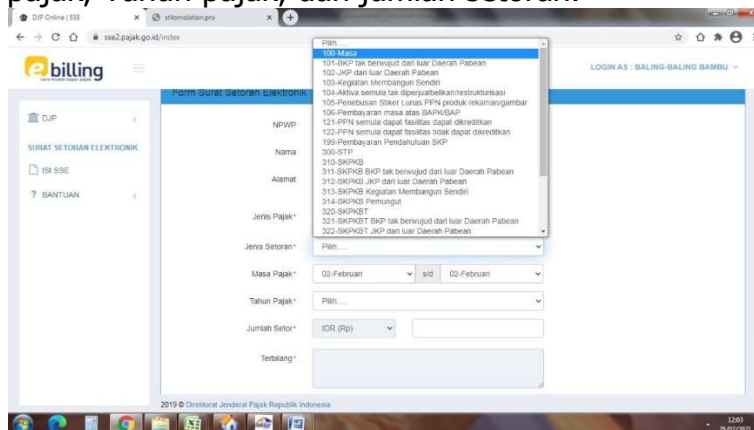 pajak, Tahun pajak, dan jumlah setoran.
DJP Online | SSE
stilomolation.pro
sse2.pajak.go.id/index
billing
LOGIN AS : BALING-BALING BAMBU
Form Surat Setoran Elektronik
DJP
SURAT SETORAN ELEKTRONIK
ISI SSE
BANTUAN
NPWP
Nama
Alamat
Jenis Pajak*
Pilih.....
100-Masa
101-BKP tak berwujud dari luar Daerah Pabean
102-JKP dari luar Daerah Pabean
103-Kegiatan Membangun Sendiri
104-Aktiva semula tak diperjualbelikan/restrukturisasi
105-Penebusan Stiker Lunas PPN produk rekaman/gambar
106-Pembayaran masa atas BAPK/BAP
121-PPN semula dapat fasilitas dapat dikreditkan
122-PPN semula dapat fasilitas tidak dapat dikreditkan
199-Pembayaran Pendahuluan SKP
300-STP
310-SKPKB
311-SKPKB BKP tak berwujud dari luar Daerah Pabean
312-SKPKB JKP dari luar Daerah Pabean
313-SKPKB Kegiatan Membangun Sendiri
314-SKPKB Pemungut
320-SKPKBT
321-SKPKBT BKP tak berwujud dari luar Daerah Pabean
322-SKPKBT JKP dari luar Daerah Pabean
Jenis Setoran* Pilih.....
Masa Pajak* 02-Februari s/d 02-Februari
Tahun Pajak* Pilih.....
Jumlah Setor* IDR (Rp)
Terbilang*
2019 © Direktorat Jenderal Pajak Republik Indonesia
12:03
25/02/2021